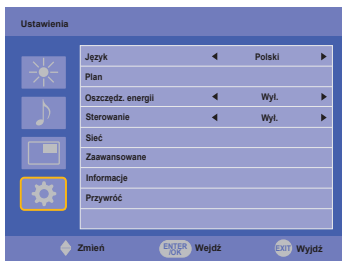 Ustawienia
Język Polski
Plan
Oszczędz. energii Wył.
Sterowanie Wył.
Sieć
Zaawansowane
Informacje
Przywróć
Zmień ENTER /OK Wejdź EXIT Wyjdź